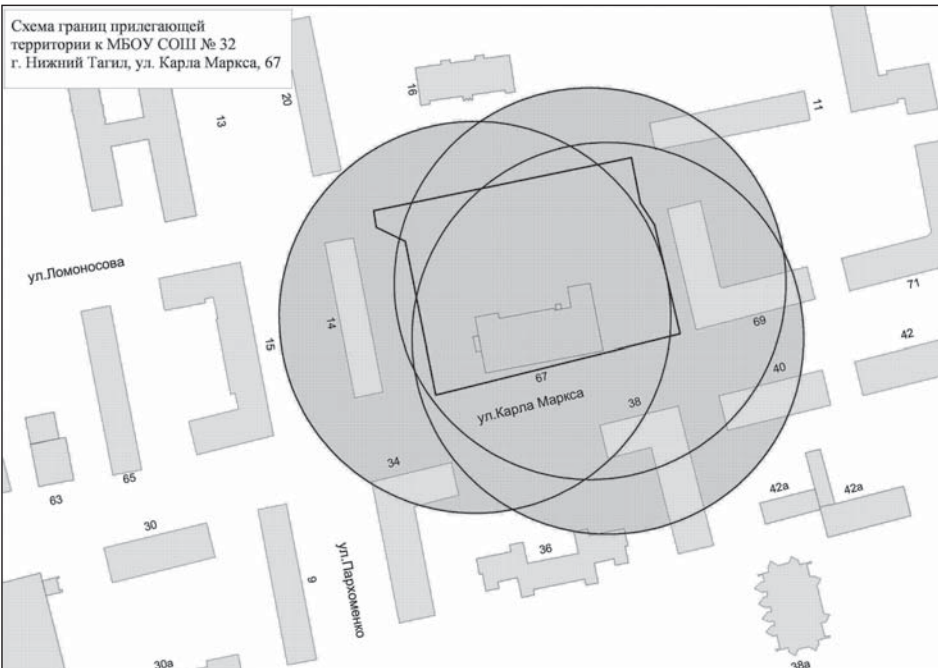 Схема границ прилегающей
территории к МБОУ СОШ № 32
г. Нижний Тагил, ул. Карла Маркса, 67
16
20
13
11
ул.Ломоносова
71
14
69
15
42
40
67
ул.Карла Маркса
38
34
65
63
42а
42а
30
36
9
ул.Пархоменко
30а
38а